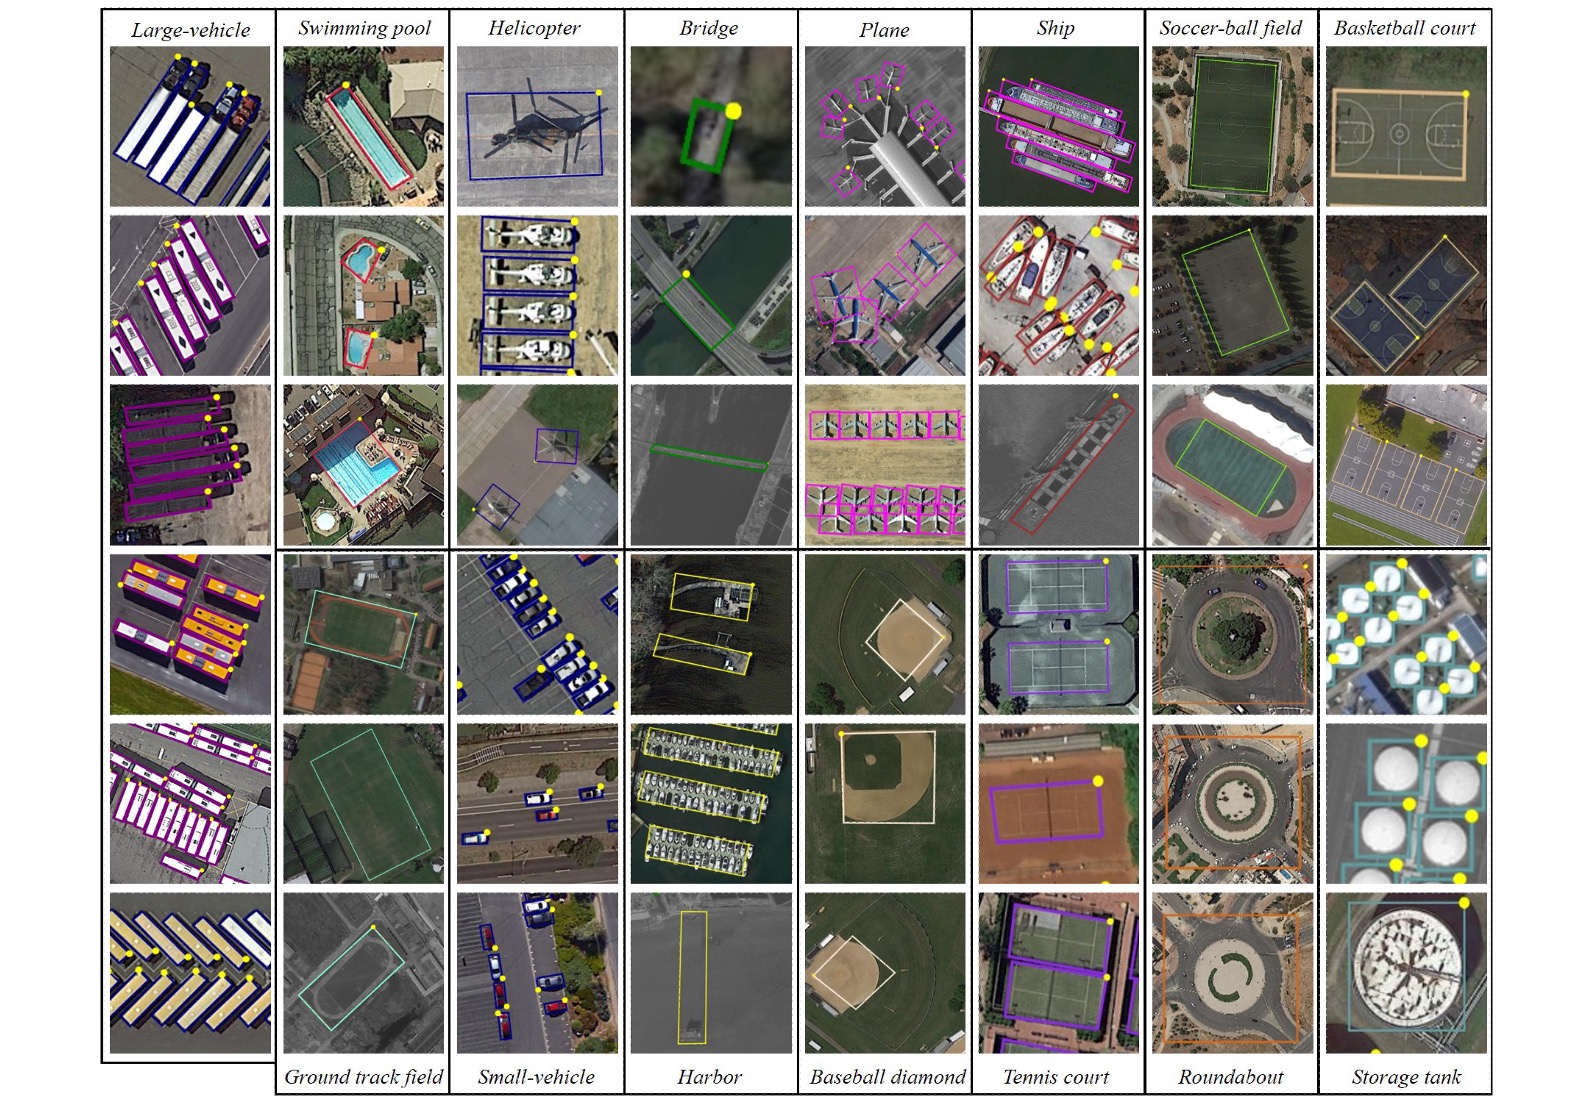 Large-vehicle
Swimming pool
Helicopter
Bridge
Plane
Ship
Soccer-ball field
Basketball court
Ground track field
Small-vehicle
Harbor
Baseball diamond
Tennis court
Roundabout
Storage tank